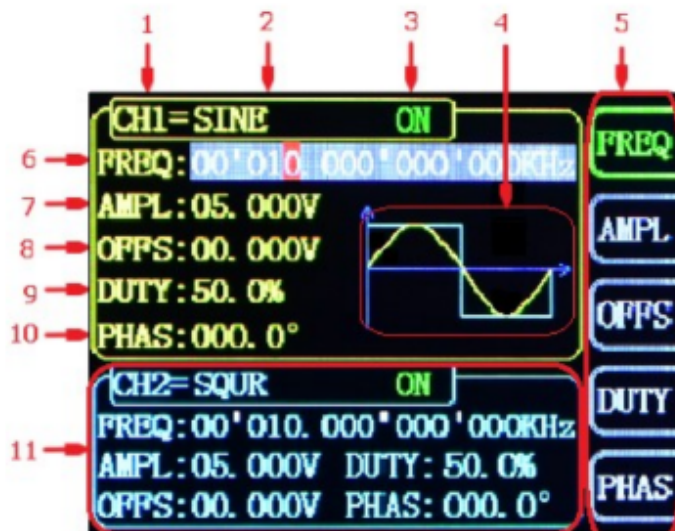 1 2 3 4 5
CH1=SINE ON
6 FREQ:00'010.000'000'000KHz
7 AMPL:05.000V
8 OFFS:00.000V
9 DUTY:50.0%
10 PHAS:000.0°
CH2=SQUR ON
FREQ:00'010.000'000'000KHz
11 AMPL:05.000V DUTY:50.0%
OFFS:00.000V PHAS:000.0°
FREQ
AMPL
OFFS
DUTY
PHAS